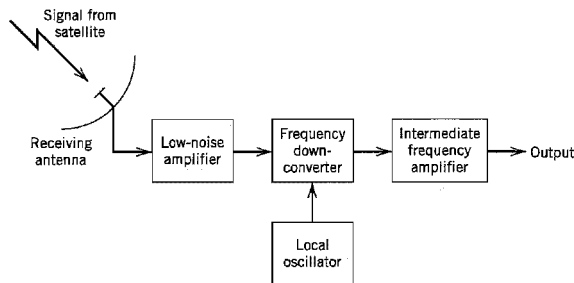 Signal from
satellite
Receiving
antenna
Low-noise
amplifier
Frequency
down-
converter
Intermediate
frequency
amplifier
Output
Local
oscillator